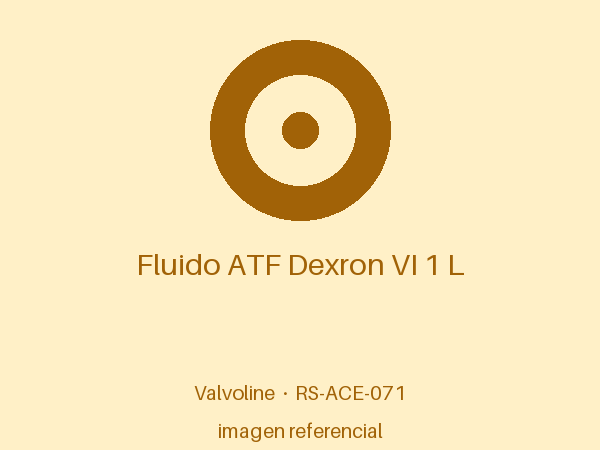 Fluido ATF Dexron VI 1 L
Valvoline · RS-ACE-071
imagen referencial